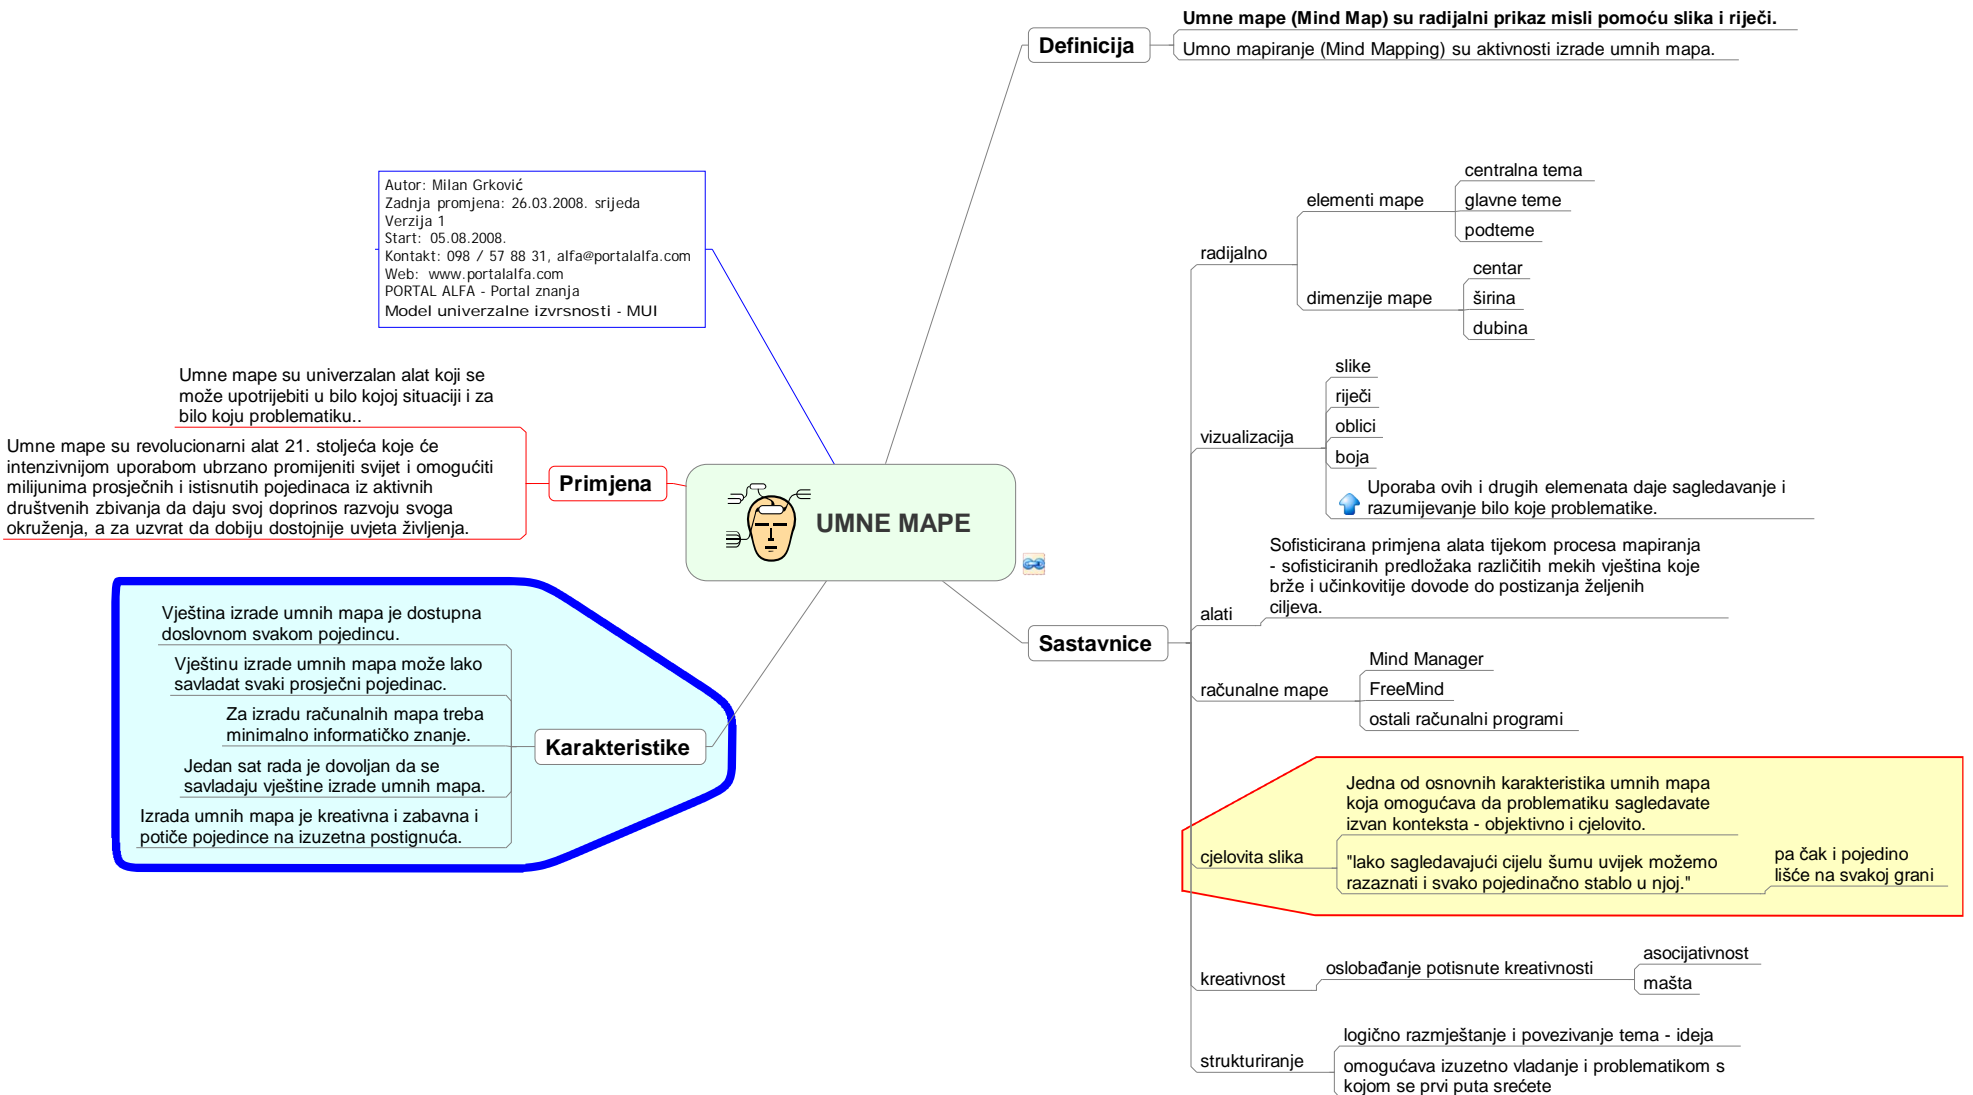 Umne mape (Mind Map) su radijalni prikaz misli pomoću slika i riječi.
Definicija
Umno mapiranje (Mind Mapping) su aktivnosti izrade umnih mapa.
Autor: Milan Grković
Zadnja promjena: 26.03.2008. srijeda
Verzija 1
Start: 05.08.2008.
Kontakt: 098 / 57 88 31, alfa@portalalfa.com
Web: www.portalalfa.com
PORTAL ALFA - Portal znanja
Model univerzalne izvrsnosti - MUI
Umne mape su univerzalan alat koji se
može upotrijebiti u bilo kojoj situaciji i za
bilo koju problematiku..
Umne mape su revolucionarni alat 21. stoljeća koje će
intenzivnijom uporabom ubrzano promijeniti svijet i omogućiti
milijunima prosječnih i istisnutih pojedinaca iz aktivnih
društvenih zbivanja da daju svoj doprinos razvoju svoga
okruženja, a za uzvrat da dobiju dostojnije uvjeta življenja.
Primjena
UMNE MAPE
Vještina izrade umnih mapa je dostupna
doslovnom svakom pojedincu.
Vještinu izrade umnih mapa može lako
savladat svaki prosječni pojedinac.
Za izradu računalnih mapa treba
minimalno informatičko znanje.
Karakteristike
Jedan sat rada je dovoljan da se
savladaju vještine izrade umnih mapa.
Izrada umnih mapa je kreativna i zabavna i
potiče pojedince na izuzetna postignuća.
Sastavnice
radijalno
elementi mape
centralna tema
glavne teme
podteme
dimenzije mape
centar
širina
dubina
vizualizacija
slike
riječi
oblici
boja
Uporaba ovih i drugih elemenata daje sagledavanje i
razumijevanje bilo koje problematike.
alati
Sofisticirana primjena alata tijekom procesa mapiranja
- sofisticiranih predložaka različitih mekih vještina koje
brže i učinkovitije dovode do postizanja željenih
ciljeva.
računalne mape
Mind Manager
FreeMind
ostali računalni programi
cjelovita slika
Jedna od osnovnih karakteristika umnih mapa
koja omogućava da problematiku sagledavate
izvan konteksta - objektivno i cjelovito.
"Iako sagledavajući cijelu šumu uvijek možemo
razaznati i svako pojedinačno stablo u njoj."
pa čak i pojedino
lišće na svakoj grani
kreativnost
oslobađanje potisnute kreativnosti
asocijativnost
mašta
strukturiranje
logično razmještanje i povezivanje tema - ideja
omogućava izuzetno vladanje i problematikom s
kojom se prvi puta srećete